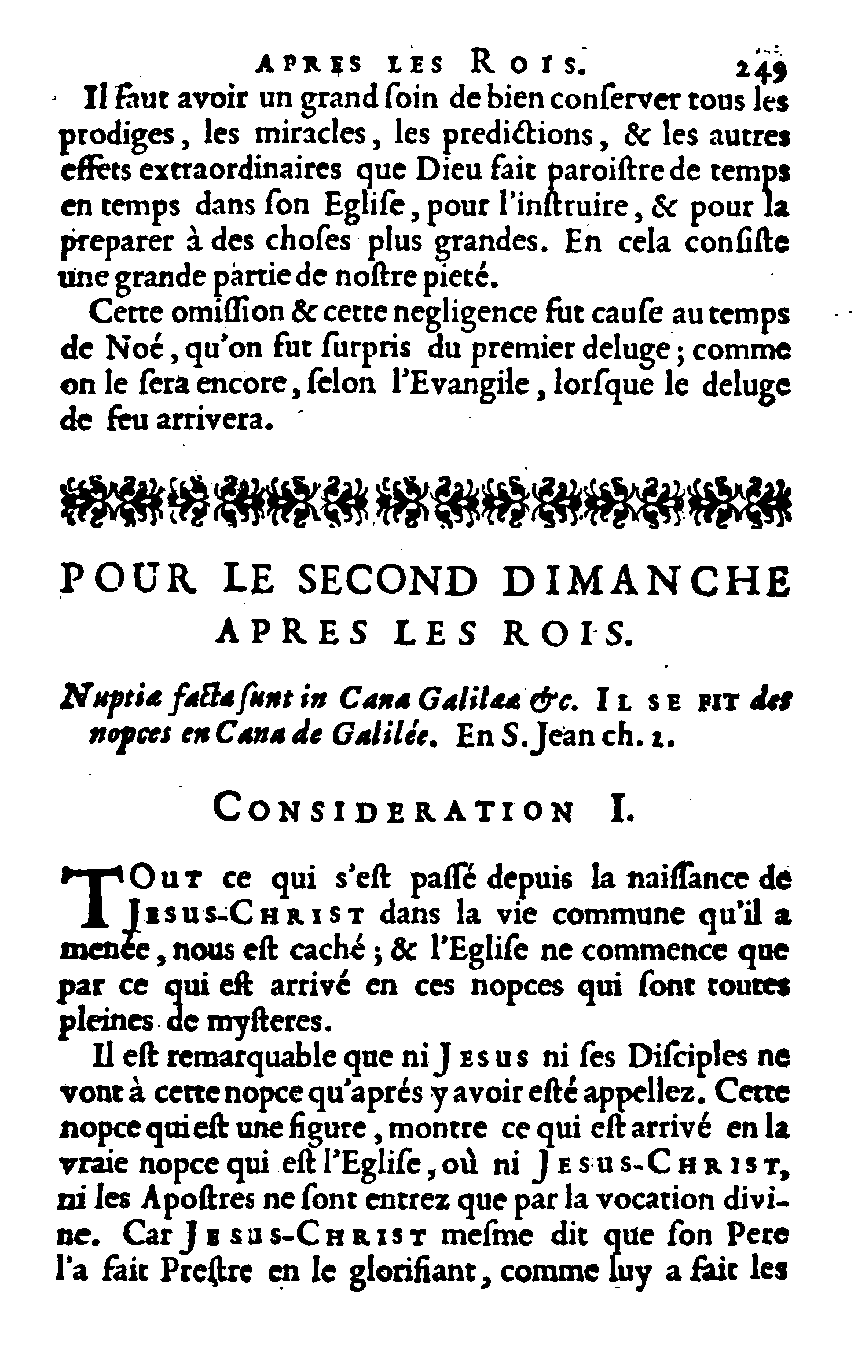 APRES LES ROIS. 249
Il faut avoir un grand ſoin de bien conſerver tous les
prodiges, les miracles, les predictions, & les autres
effets extraordinaires que Dieu fait paroiſtre de temps
en temps dans ſon Egliſe, pour l'inſtruire, & pour la
preparer à des choſes plus grandes. En cela conſiſte
une grande partie de noſtre pieté.
Cette omiſſion & cette negligence fut cauſe au temps
de Noé, qu'on fut ſurpris du premier deluge; comme
on le ſera encore, ſelon l'Evangile, lorſque le deluge
de feu arrivera.
POUR LE SECOND DIMANCHE
APRES LES ROIS.
Nuptiæ facta ſunt in Cana Galilææ &c. IL SE FIT des
nopces en Cana de Galilée. En S. Jean ch. 2.
CONSIDERATION I.
TOUT ce qui s'eſt paſſé depuis la naiſſance de
JESUS-CHRIST dans la vie commune qu'il a
menée, nous eſt caché; & l'Egliſe ne commence que
par ce qui eſt arrivé en ces nopces qui ſont toutes
pleines de myſteres.
Il eſt remarquable que ni JESUS ni ſes Diſciples ne
vont à cette nopce qu'aprés y avoir eſté appellez. Cette
nopce qui eſt une figure, montre ce qui eſt arrivé en la
vraie nopce qui eſt l'Egliſe, où ni JESUS-CHRIST,
ni les Apoſtres ne ſont entrez que par la vocation divi-
ne. Car JESUS-CHRIST meſme dit que ſon Pere
l'a fait Preſtre en le glorifiant, comme luy a fait les